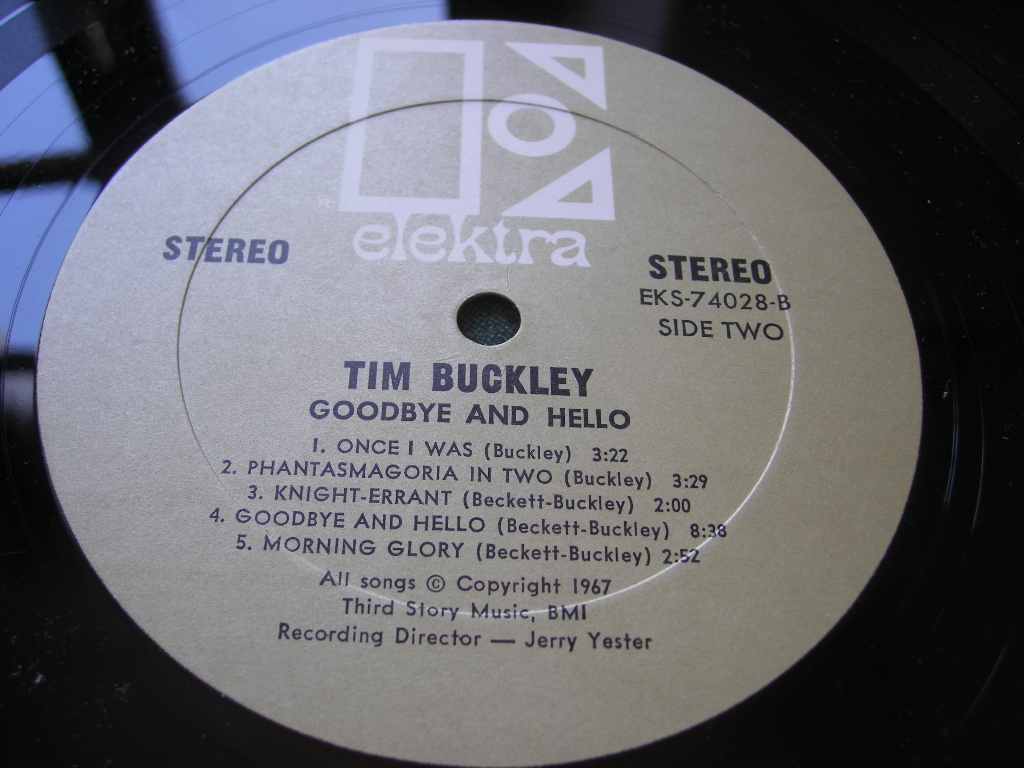 elektra
STEREO
STEREO
EKS-74028-B
SIDE TWO
TIM BUCKLEY
GOODBYE AND HELLO
1. ONCE I WAS (Buckley) 3:22
2. PHANTASMAGORIA IN TWO (Buckley) 3:29
3. KNIGHT-ERRANT (Beckett-Buckley) 2:00
4. GOODBYE AND HELLO (Beckett-Buckley) 8:38
5. MORNING GLORY (Beckett-Buckley) 2:52
All songs © Copyright 1967
Third Story Music, BMI
Recording Director — Jerry Yester